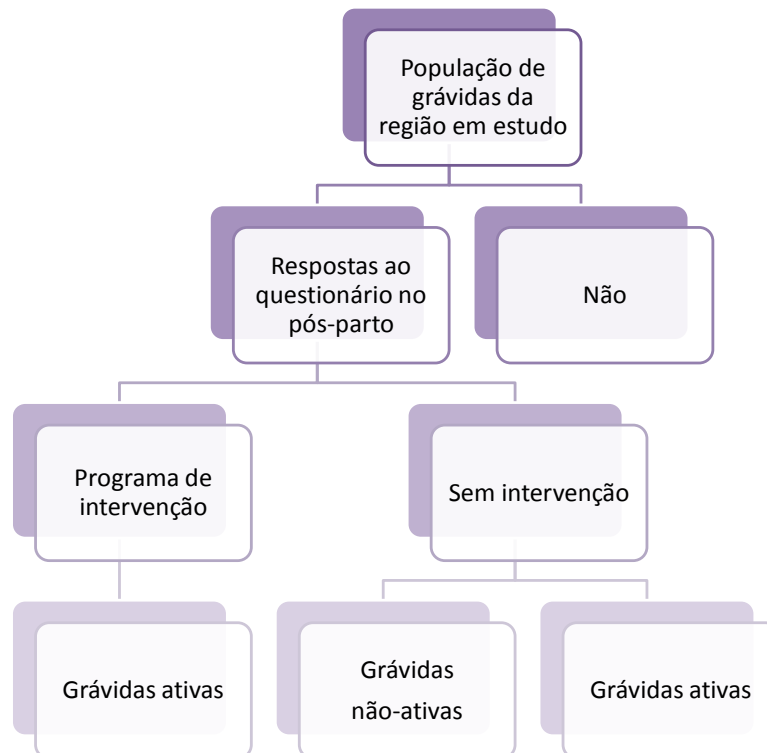 População de
grávidas da
região em estudo
Respostas ao
questionário no
pós-parto
Não
Programa de
intervenção
Sem intervenção
Grávidas ativas
Grávidas
não-ativas
Grávidas ativas